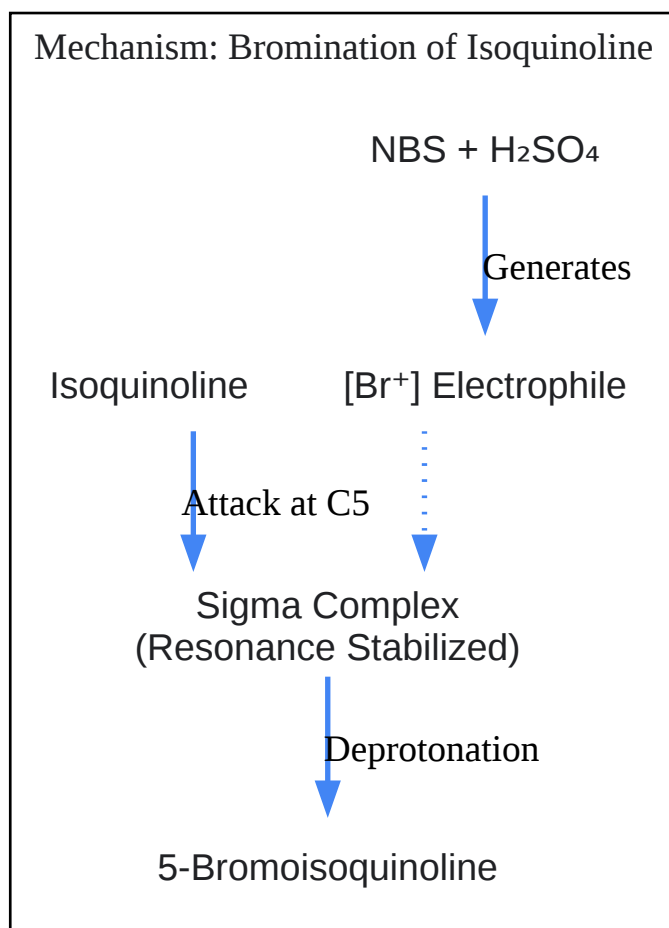 Mechanism: Bromination of Isoquinoline
NBS + H₂SO₄
Generates
Isoquinoline
[Br⁺] Electrophile
Attack at C5
Sigma Complex
(Resonance Stabilized)
Deprotonation
5-Bromoisoquinoline